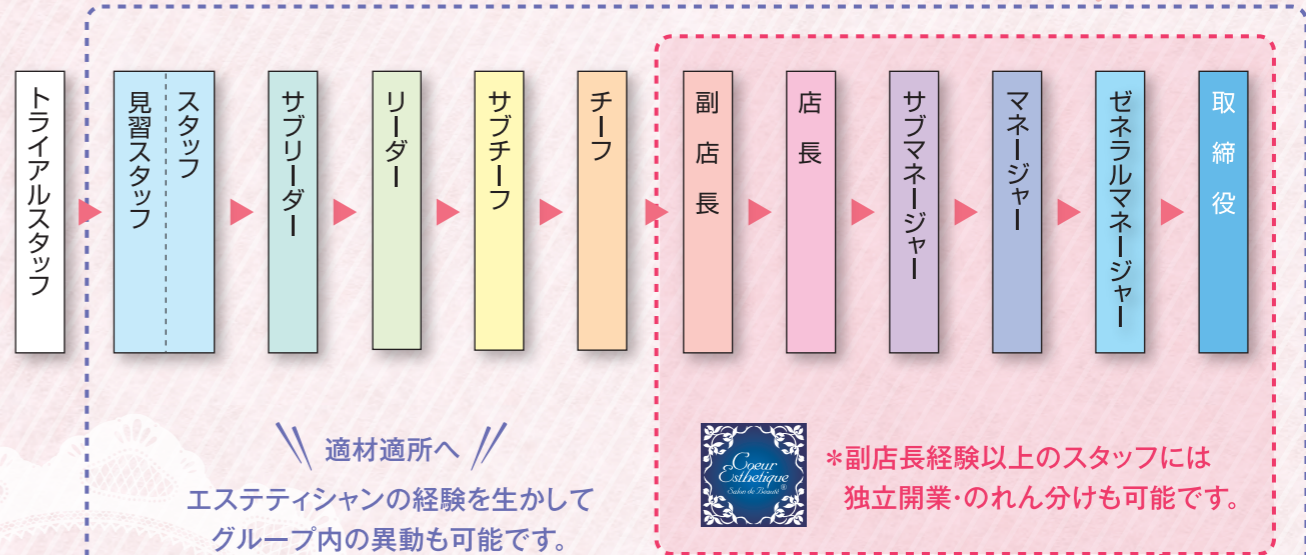 トライアルスタッフ
見習スタッフ
スタッフ
サブリーダー
リーダー
サブチーフ
チーフ
副店長
店長
サブマネージャー
マネージャー
ゼネラルマネージャー
取締役
適材適所へ
エステティシャンの経験を生かして
グループ内の異動も可能です。
Coeur
Esthetique®
Salon de Beauté
*副店長経験以上のスタッフには
独立開業・のれん分けも可能です。